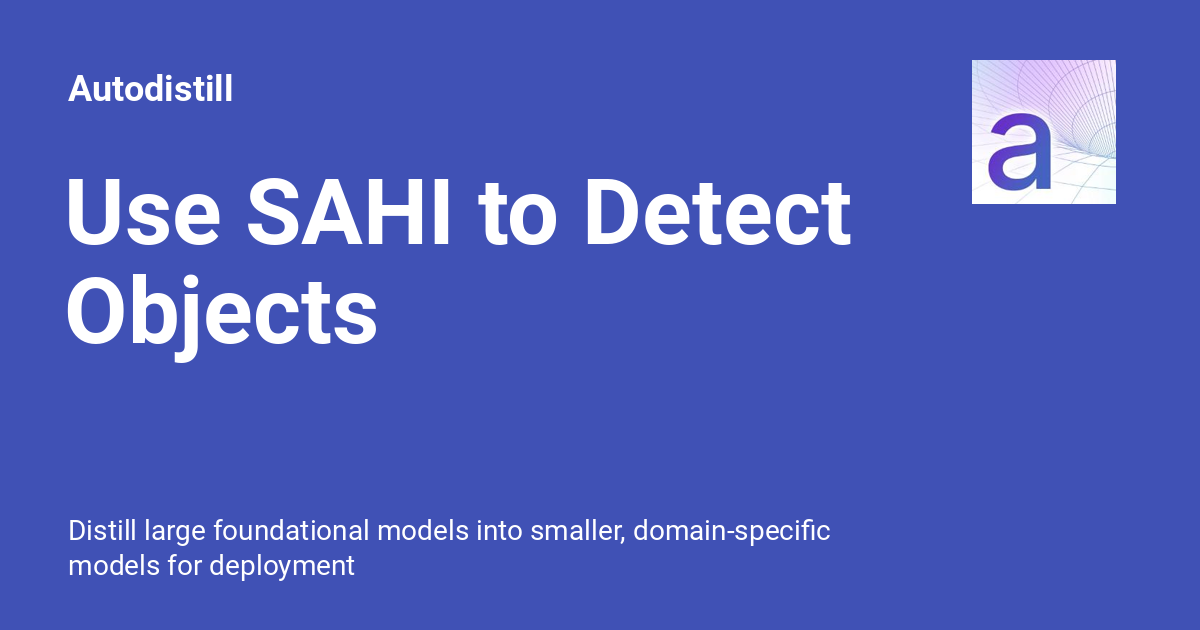 Autodistill
a
Use SAHI to Detect
Objects
Distill large foundational models into smaller, domain-specific
models for deployment